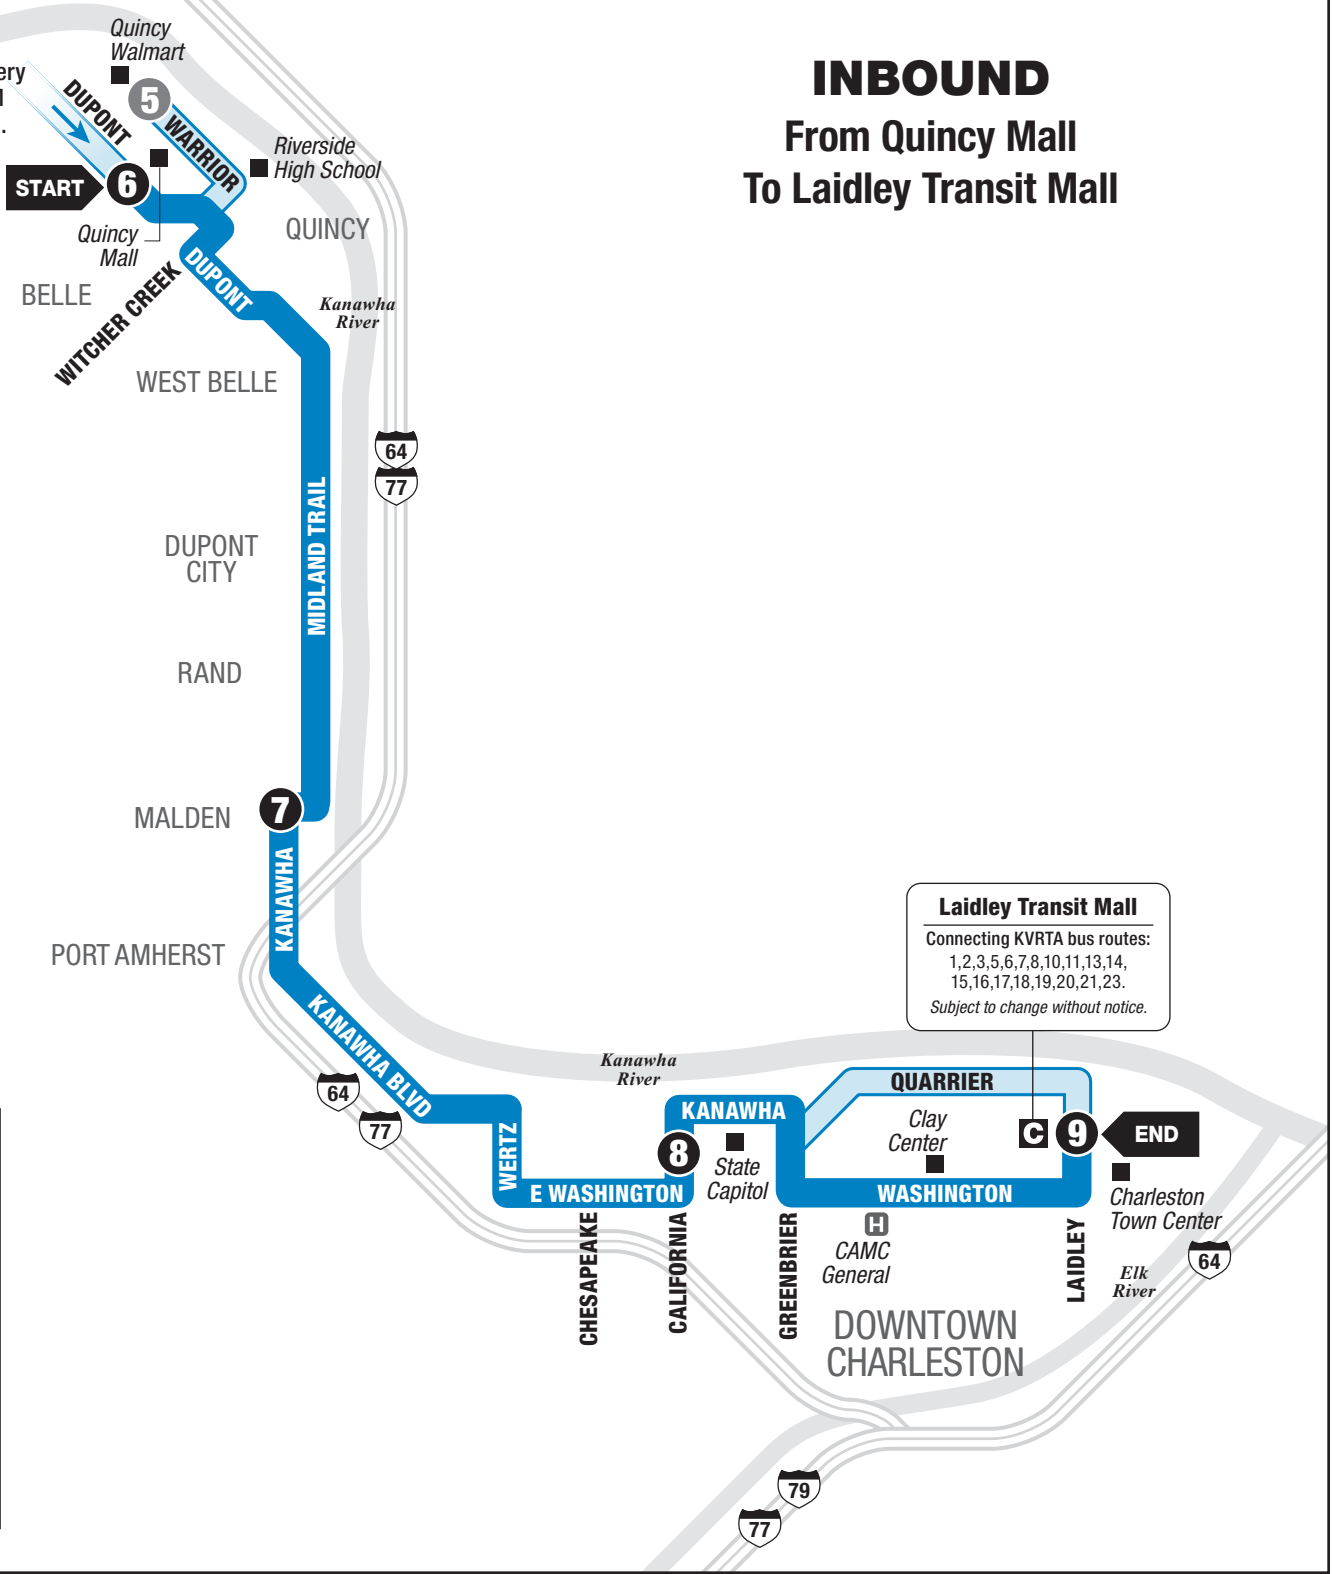 INBOUND
From Quincy Mall
To Laidley Transit Mall
Quincy
Walmart
ery
.
DUPONT
5
WARRIOR
Riverside
High School
START
6
Quincy
Mall
QUINCY
BELLE
WITCHER CREEK
DUPONT
Kanawha
River
WEST BELLE
64
77
MIDLAND TRAIL
DUPONT
CITY
RAND
MALDEN
7
KANAWHA
PORT AMHERST
KANAWHA BLVD
64
77
Laidley Transit Mall
Connecting KVRTA bus routes:
1,2,3,5,6,7,8,10,11,13,14,
15,16,17,18,19,20,21,23.
Subject to change without notice.
Kanawha
River
QUARRIER
KANAWHA
Clay
Center
C
9
END
WERTZ
8
State
Capitol
E WASHINGTON
WASHINGTON
Charleston
Town Center
CHESAPEAKE
CALIFORNIA
GREENBRIER
H
CAMC
General
LAIDLEY
Elk
River
64
DOWNTOWN
CHARLESTON
79
77